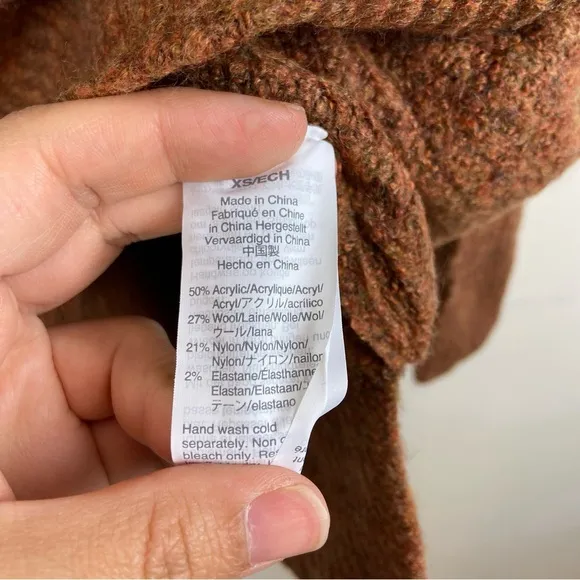 XS/ECH
Made in China
Fabriqué en Chine
in China Hergestellt
Vervaardigd in China
中国製
Hecho en China
50% Acrylic/Acrylique/Acryl/
Acryl/アクリル/acrílico
27% Wool/Laine/Wolle/Wol/
ウール/lana
21% Nylon/Nylon/Nylon/
Nylon/ナイロン/nailon
2% Elastane/Élasthanne
Elastan/Elastaan/
テーン/elastano
Hand wash cold
separately. Non
bleach only.